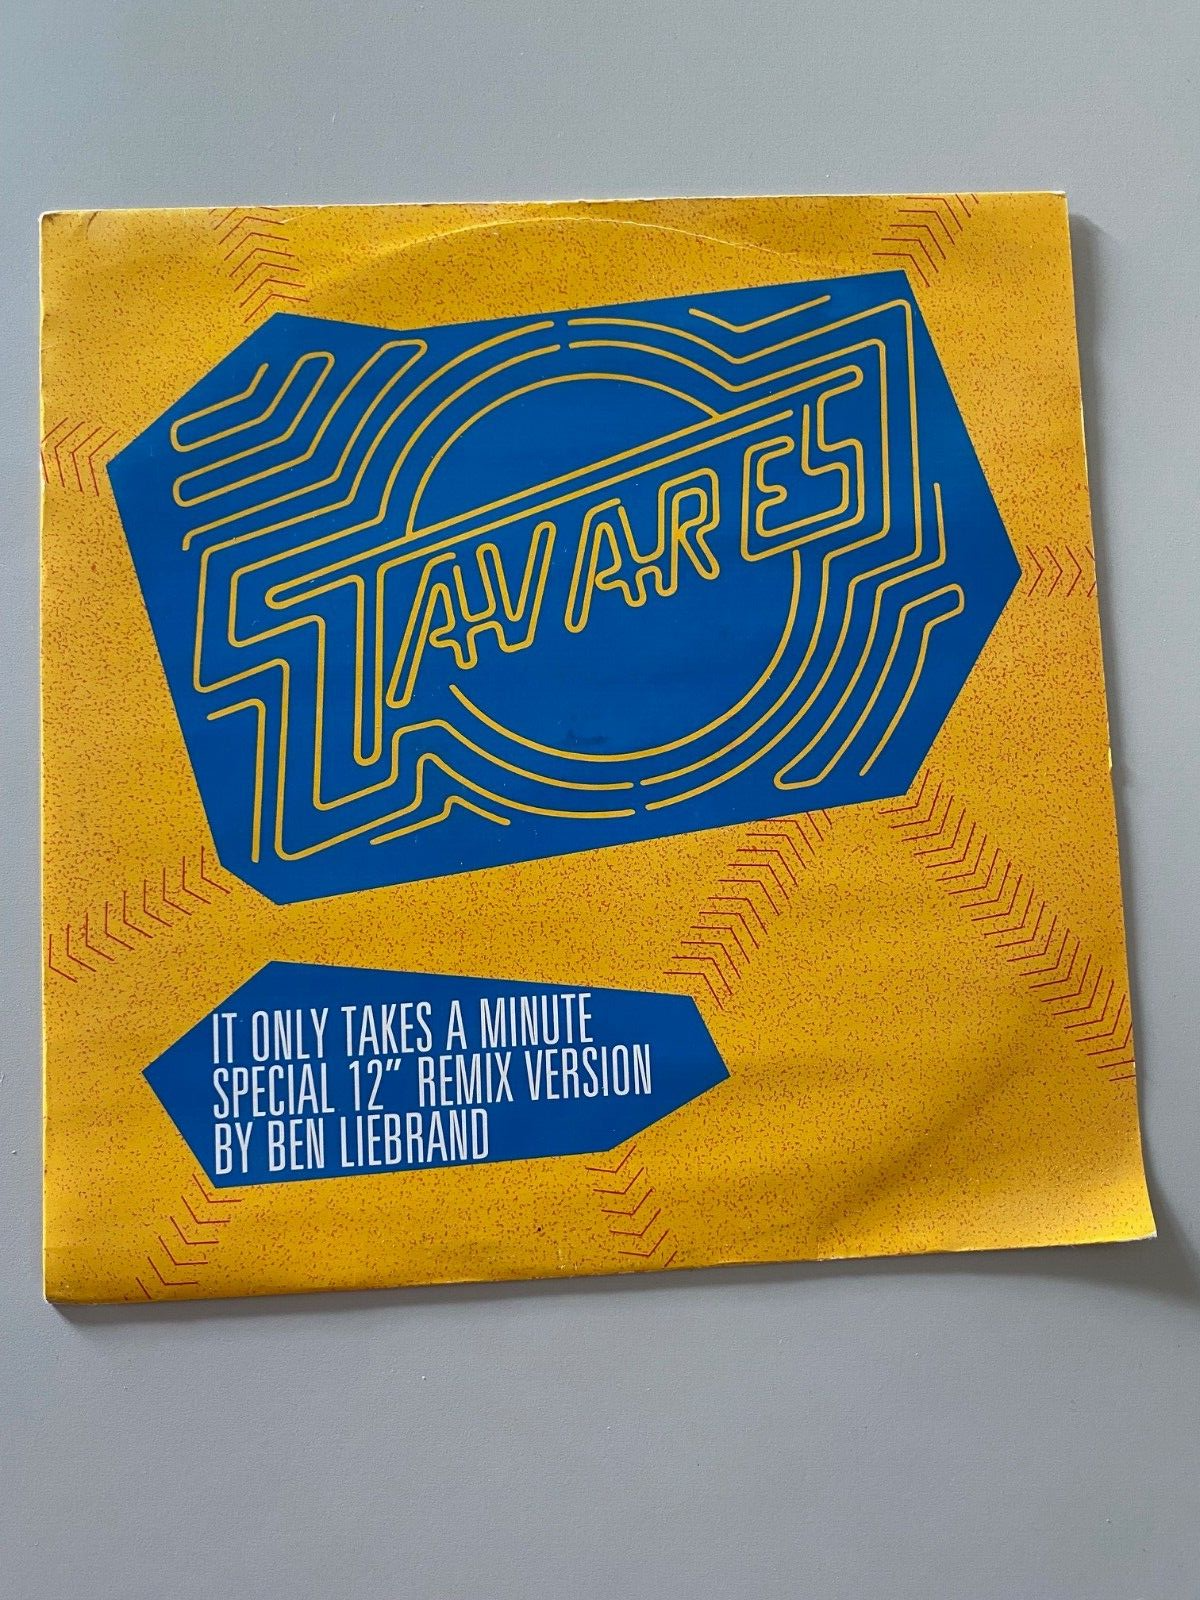 TAVARES
IT ONLY TAKES A MINUTE
SPECIAL 12” REMIX VERSION
BY BEN LIEBRAND